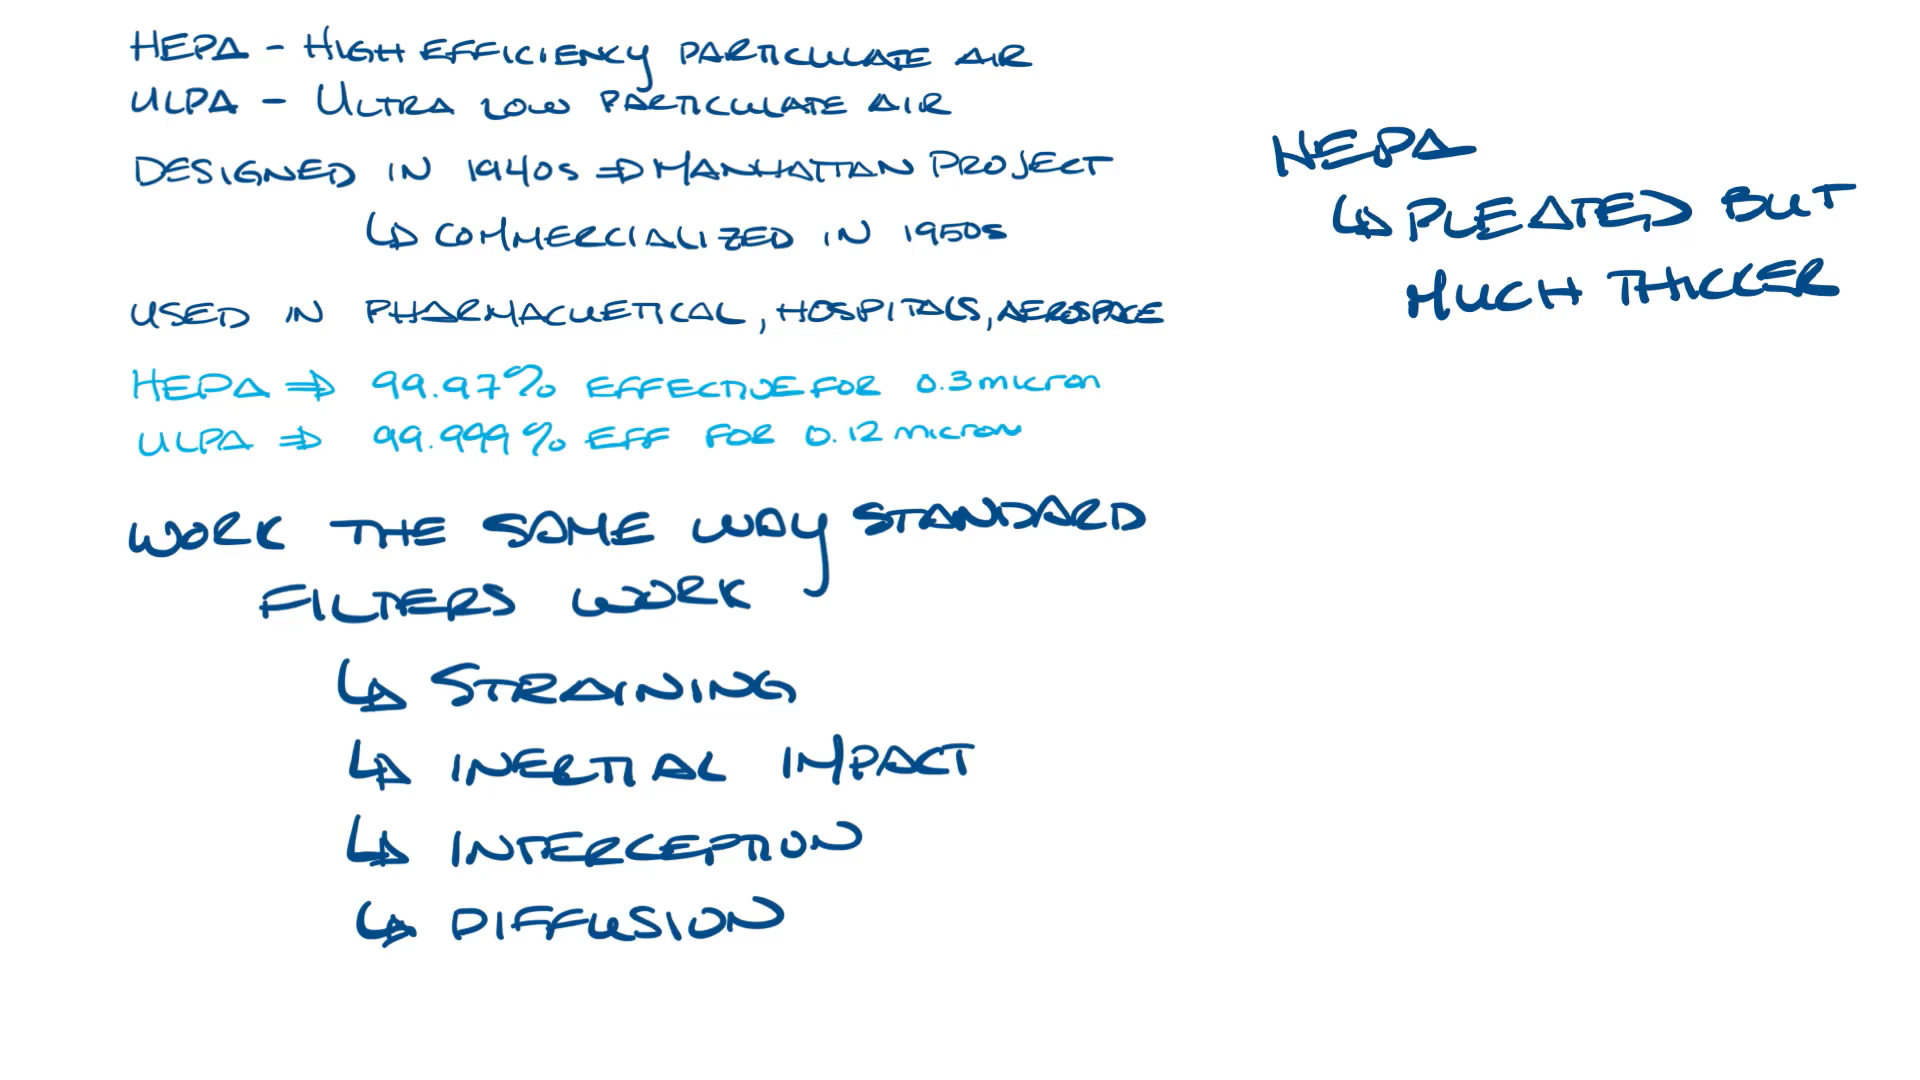 HEPA - HIGH EFFICIENCY PARTICULATE AIR
ULPA - ULTRA LOW PARTICULATE AIR
DESIGNED IN 1940s ⇒ MANHATTAN PROJECT
↳ COMMERCIALIZED IN 1950s
USED IN PHARMACUETICAL, HOSPITALS, AEROSPACE
HEPA ⇒ 99.97% EFFECTIVE FOR 0.3 micron
ULPA ⇒ 99.999% EFF FOR 0.12 micron
WORK THE SAME WAY STANDARD
FILTERS WORK
↳ STRAINING
↳ INERTIAL IMPACT
↳ INTERCEPTION
↳ DIFFUSION
HEPA
↳ PLEATED BUT
MUCH THICKER